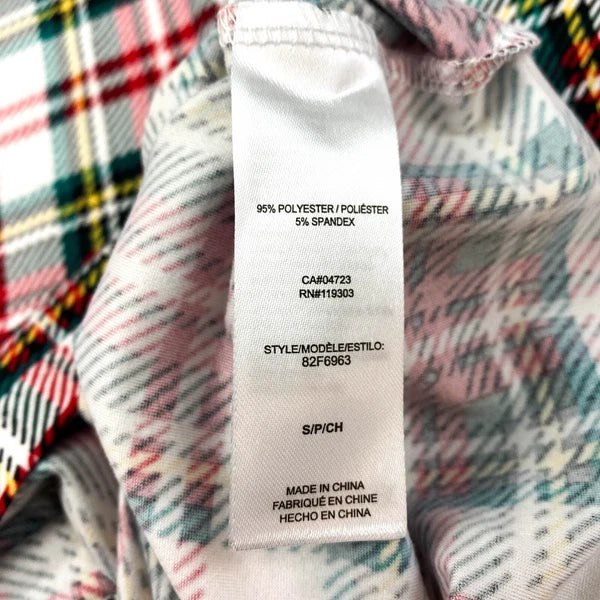 95% POLYESTER / POLIÉSTER
5% SPANDEX
CA#04723
RN#119303
STYLE/MODÈLE/ESTILO:
82F6963
S/P/CH
MADE IN CHINA
FABRIQUÉ EN CHINE
HECHO EN CHINA